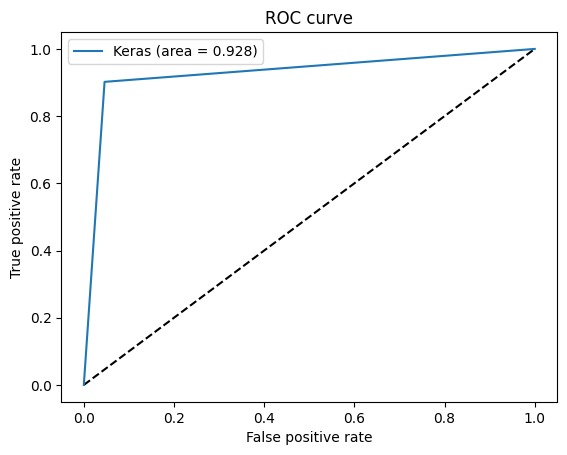 ROC curve
Keras (area = 0.928)
1.0
0.8
0.6
0.4
0.2
0.0
True positive rate
0.0 0.2 0.4 0.6 0.8 1.0
False positive rate